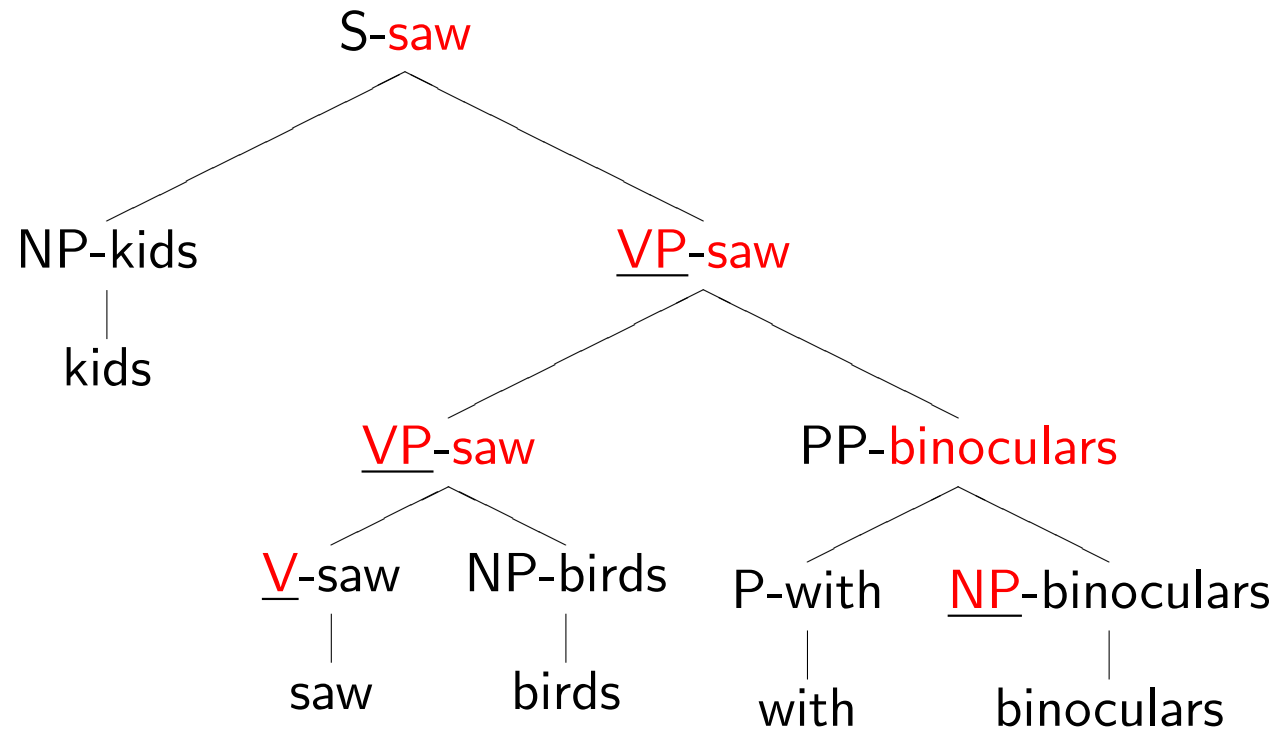 S-saw
NP-kids VP-saw
kids
VP-saw PP-binoculars
V-saw NP-birds P-with NP-binoculars
saw birds with binoculars